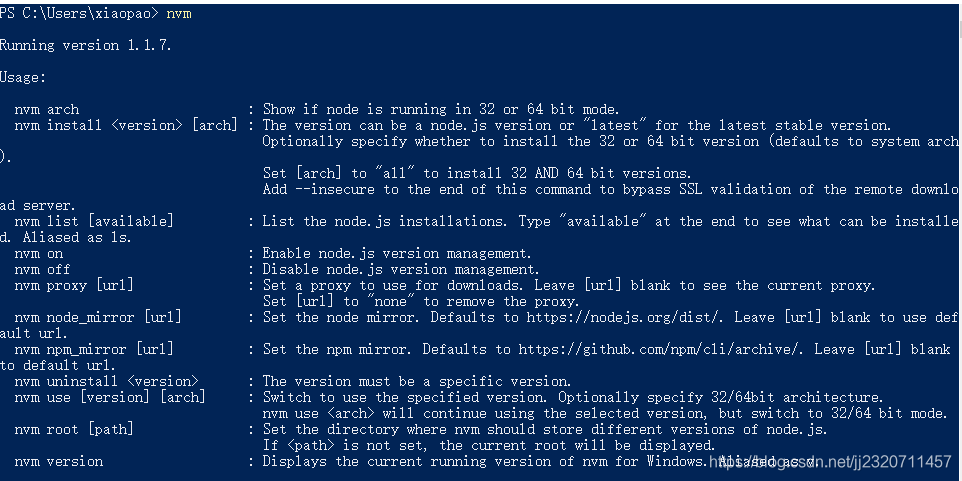 PS C:\Users\xiaopao> nvm
Running version 1.1.7.
Usage:
nvm arch : Show if node is running in 32 or 64 bit mode.
nvm install <version> [arch] : The version can be a node.js version or "latest" for the latest stable version.
Optionally specify whether to install the 32 or 64 bit version (defaults to system arch
).
Set [arch] to "all" to install 32 AND 64 bit versions.
Add --insecure to the end of this command to bypass SSL validation of the remote downlo
ad server.
nvm list [available] : List the node.js installations. Type "available" at the end to see what can be installe
d. Aliased as ls.
nvm on : Enable node.js version management.
nvm off : Disable node.js version management.
nvm proxy [url] : Set a proxy to use for downloads. Leave [url] blank to see the current proxy.
Set [url] to "none" to remove the proxy.
nvm node_mirror [url] : Set the node mirror. Defaults to https://nodejs.org/dist/. Leave [url] blank to use def
ault url.
nvm npm_mirror [url] : Set the npm mirror. Defaults to https://github.com/npm/cli/archive/. Leave [url] blank
to default url.
nvm uninstall <version> : The version must be a specific version.
nvm use [version] [arch] : Switch to use the specified version. Optionally specify 32/64bit architecture.
nvm use <arch> will continue using the selected version, but switch to 32/64 bit mode.
nvm root [path] : Set the directory where nvm should store different versions of node.js.
If <path> is not set, the current root will be displayed.
nvm version : Displays the current running version of nvm for Windows. Aliased as v.
https://blog.csdn.net/jj2320711457